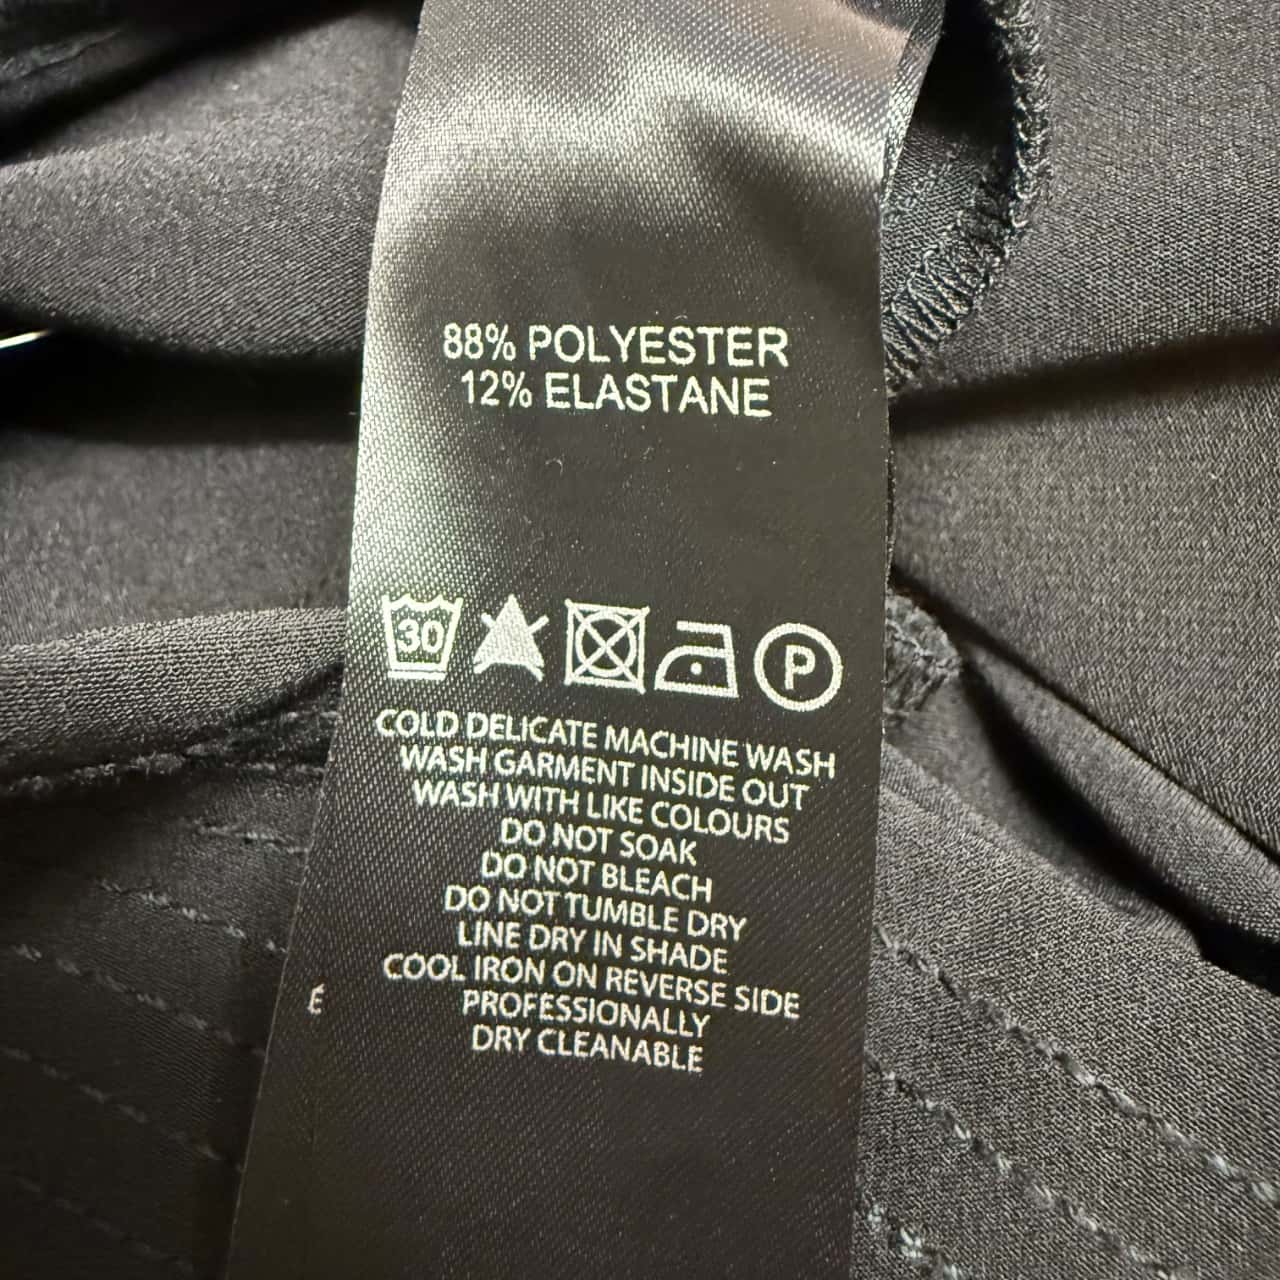 88% POLYESTER
12% ELASTANE
30 P
COLD DELICATE MACHINE WASH
WASH GARMENT INSIDE OUT
WASH WITH LIKE COLOURS
DO NOT SOAK
DO NOT BLEACH
DO NOT TUMBLE DRY
LINE DRY IN SHADE
COOL IRON ON REVERSE SIDE
PROFESSIONALLY
DRY CLEANABLE